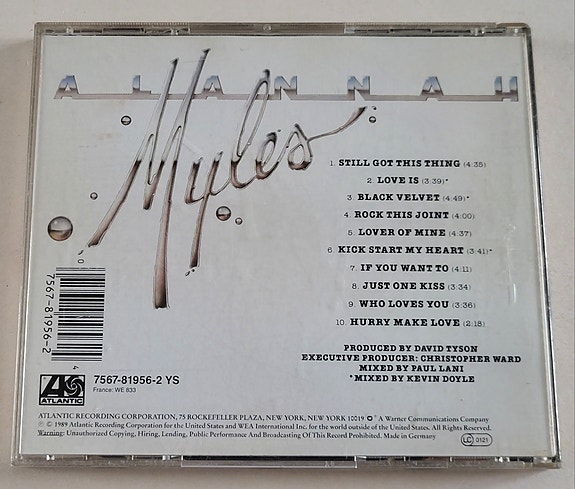 ALANNAH
Myles
1. STILL GOT THIS THING (4:35)
2. LOVE IS (3:39)*
3. BLACK VELVET (4:49)*
4. ROCK THIS JOINT (4:00)
5. LOVER OF MINE (4:37)
6. KICK START MY HEART (3:41)*
7. IF YOU WANT TO (4:11)
8. JUST ONE KISS (3:34)
9. WHO LOVES YOU (3:36)
10. HURRY MAKE LOVE (2:18)
PRODUCED BY DAVID TYSON
EXECUTIVE PRODUCER: CHRISTOPHER WARD
MIXED BY PAUL LANI
*MIXED BY KEVIN DOYLE
0
7567-81956-2
4
ATLANTIC
7567-81956-2 YS
France: WE 833
ATLANTIC RECORDING CORPORATION, 75 ROCKEFELLER PLAZA, NEW YORK, NEW YORK 10019 A Warner Communications Company
℗ © 1989 Atlantic Recording Corporation for the United States and WEA International Inc. for the world outside of the United States. All Rights Reserved.
Warning: Unauthorized Copying, Hiring, Lending, Public Performance And Broadcasting Of This Record Prohibited. Made in Germany
LC 0121